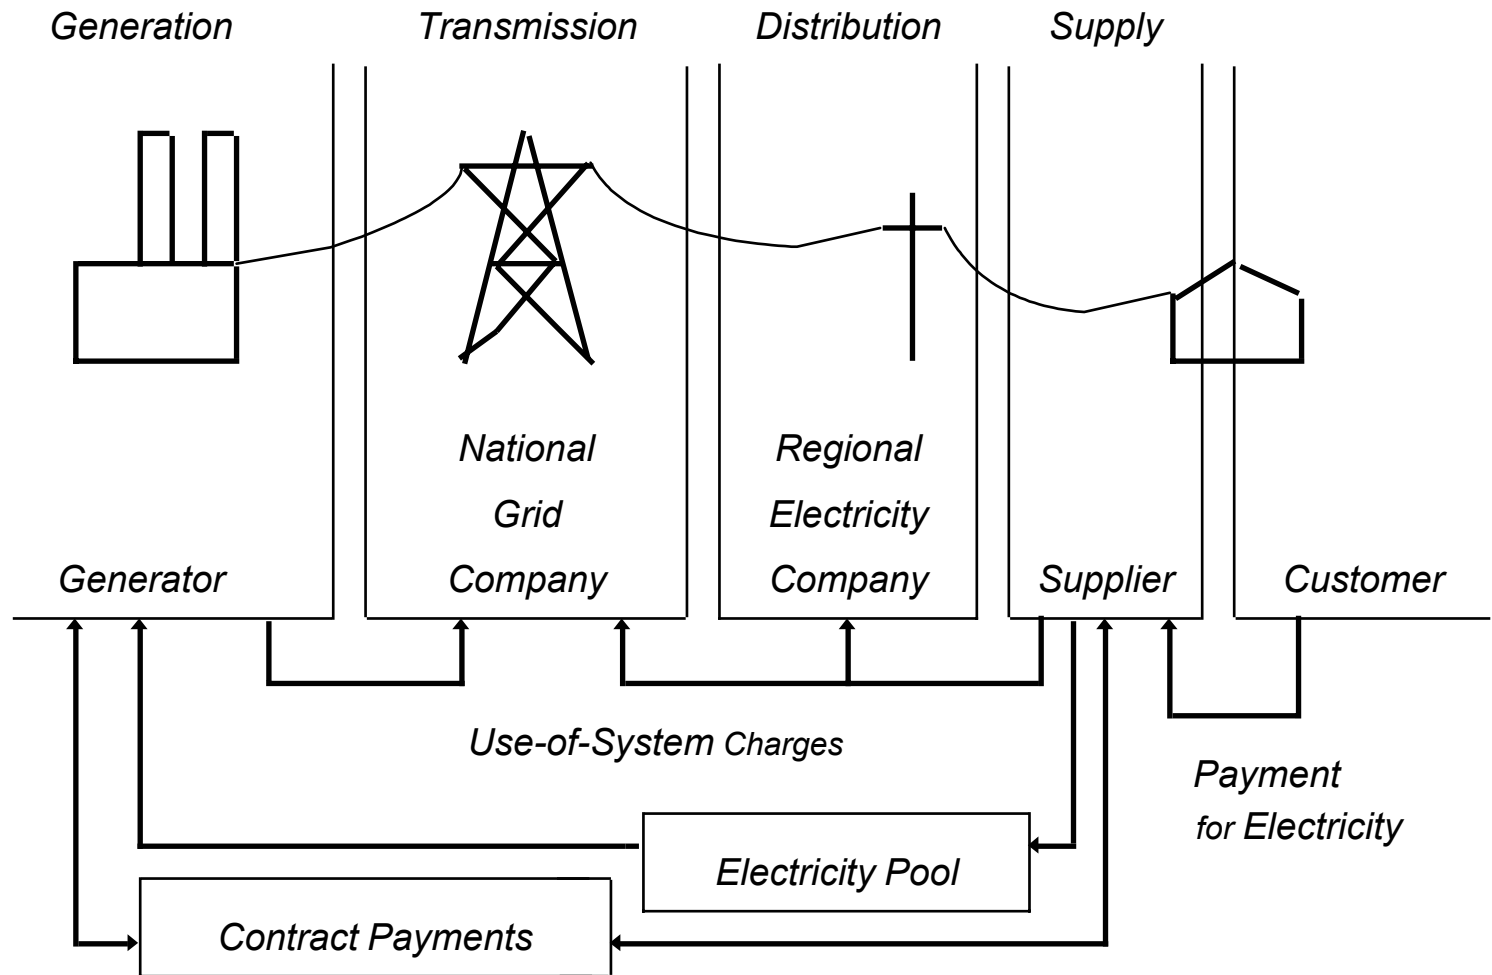 Generation
Transmission
Distribution
Supply
National
Grid
Company
Regional
Electricity
Company
Generator
Supplier
Customer
Use-of-System Charges
Payment
for Electricity
Electricity Pool
Contract Payments